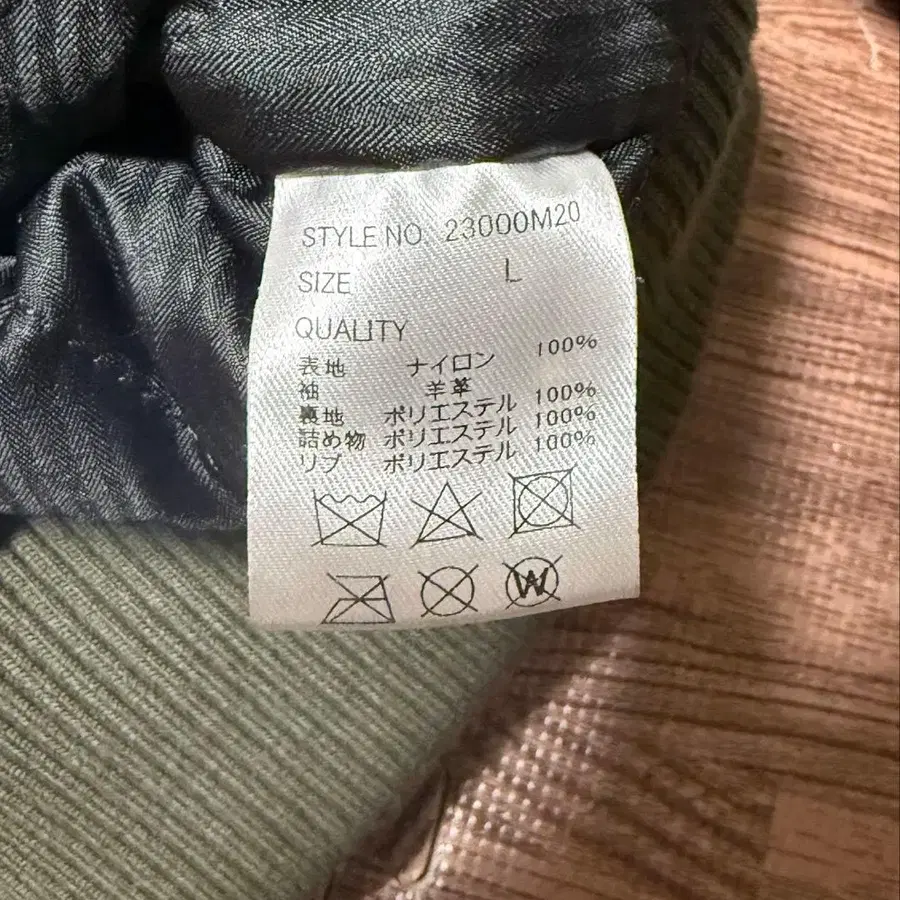 STYLE NO. 23000M20
SIZE L
QUALITY
表地 ナイロン 100%
袖 羊革
裏地 ポリエステル 100%
詰め物 ポリエステル 100%
リブ ポリエステル 100%
W